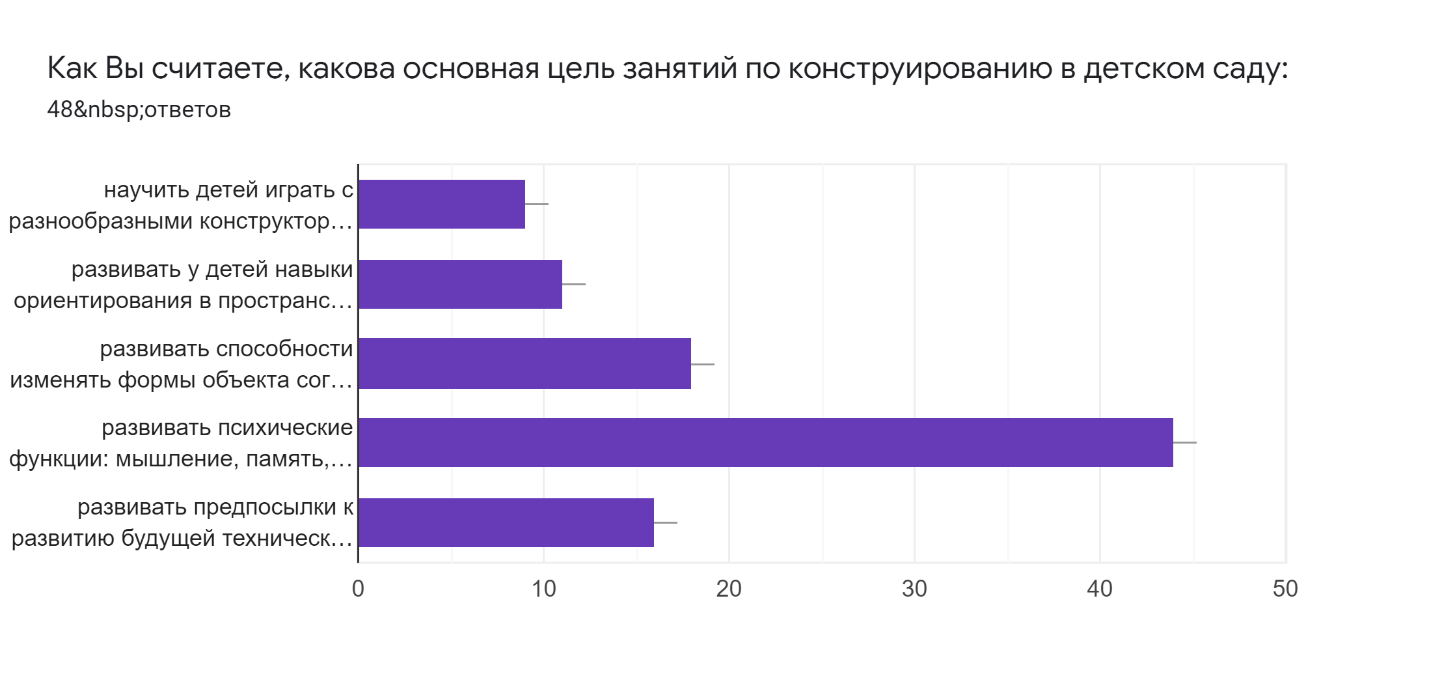 Как Вы считаете, какова основная цель занятий по конструированию в детском саду:
48&nbsp;ответов
научить детей играть с
разнообразными конструктор…
развивать у детей навыки
ориентирования в пространс…
развивать способности
изменять формы объекта сог…
развивать психические
функции: мышление, память,…
развивать предпосылки к
развитию будущей техническ…
0 10 20 30 40 50